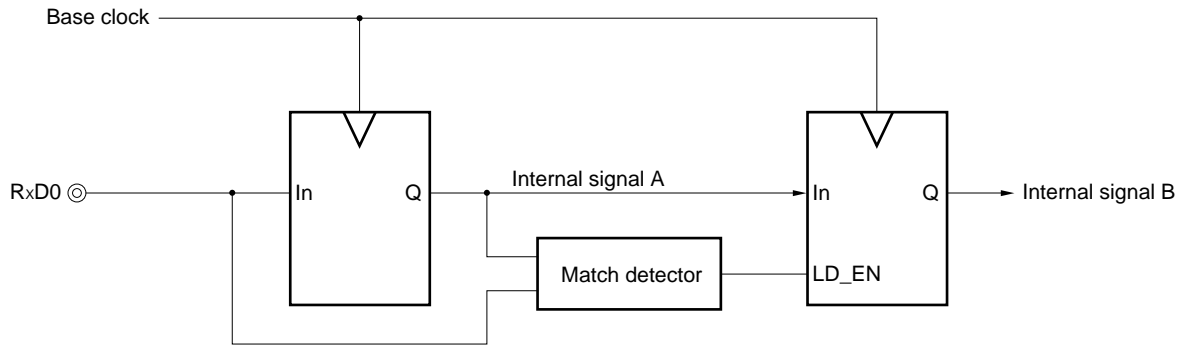 Base clock
RxD0
In
Q
Internal signal A
In
Q
Internal signal B
Match detector
LD_EN